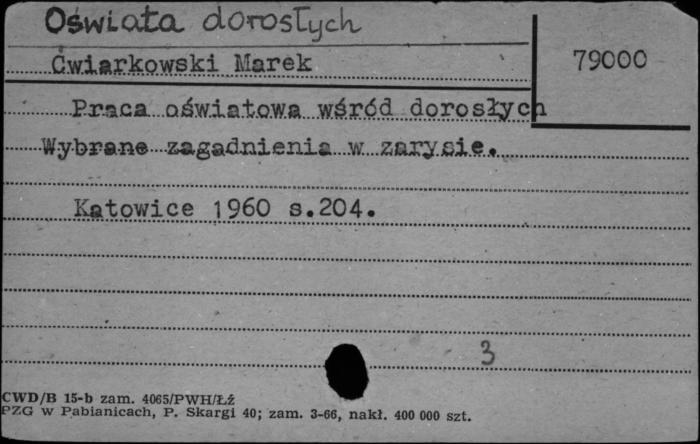 Oświata dorosłych
Ćwiarkowski Marek
79000
Praca oświatowa wśród dorosłych
Wybrane zagadnienia w zarysie.
Katowice 1960 s.204.
3
CWD/B 15-b zam. 4065/PWH/Łź
PZG w Pabianicach, P. Skargi 40; zam. 3-66, nakł. 400 000 szt.